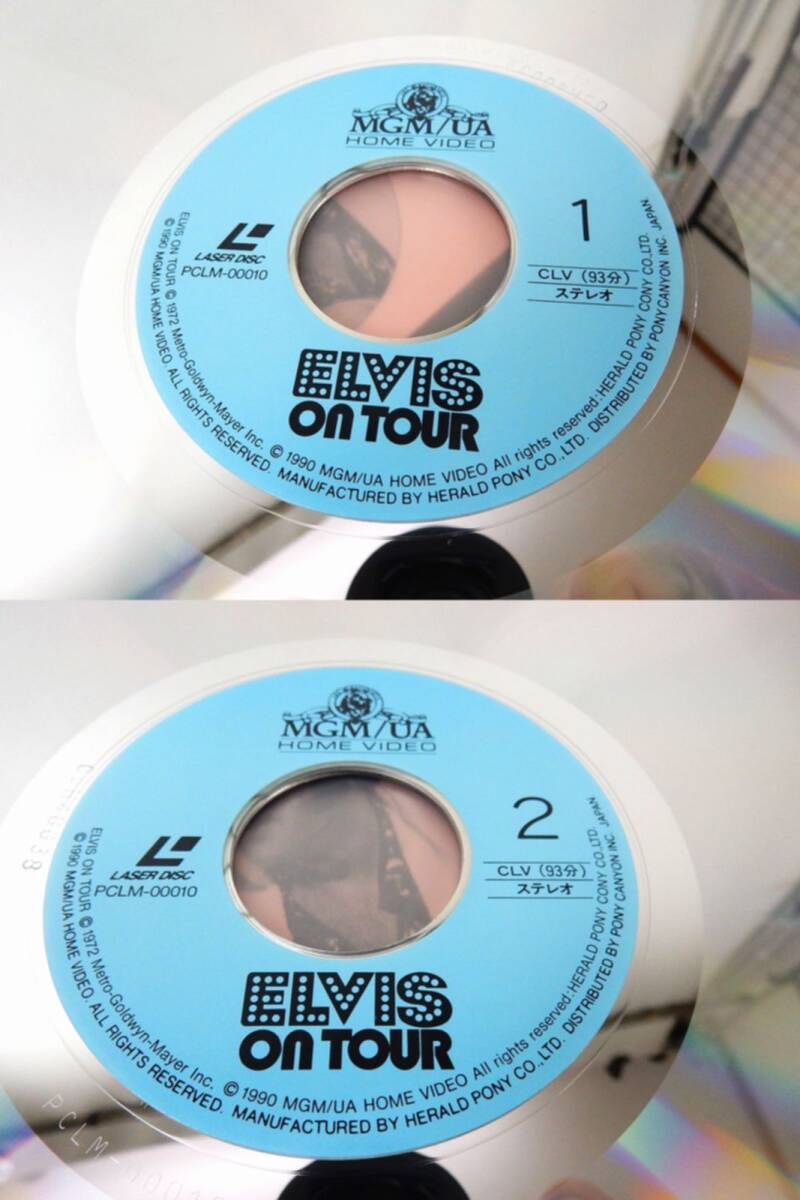 MGM/UA
HOME VIDEO
1
LASER DISC
PCLM-00010
CLV (93分)
ステレオ
ELVIS
ON TOUR
ELVIS ON TOUR © 1972 Metro-Goldwyn-Mayer Inc. © 1990 MGM/UA HOME VIDEO All rights reserved:HERALD PONY CONY CO.,LTD.
© 1990 MGM/UA HOME VIDEO. ALL RIGHTS RESERVED. MANUFACTURED BY HERALD PONY CO.,LTD. DISTRIBUTED BY PONY CANYON INC. JAPAN
MGM/UA
HOME VIDEO
2
LASER DISC
PCLM-00010
CLV (93分)
ステレオ
ELVIS
ON TOUR
ELVIS ON TOUR © 1972 Metro-Goldwyn-Mayer Inc. © 1990 MGM/UA HOME VIDEO All rights reserved:HERALD PONY CONY CO.,LTD.
© 1990 MGM/UA HOME VIDEO. ALL RIGHTS RESERVED. MANUFACTURED BY HERALD PONY CO.,LTD. DISTRIBUTED BY PONY CANYON INC. JAPAN